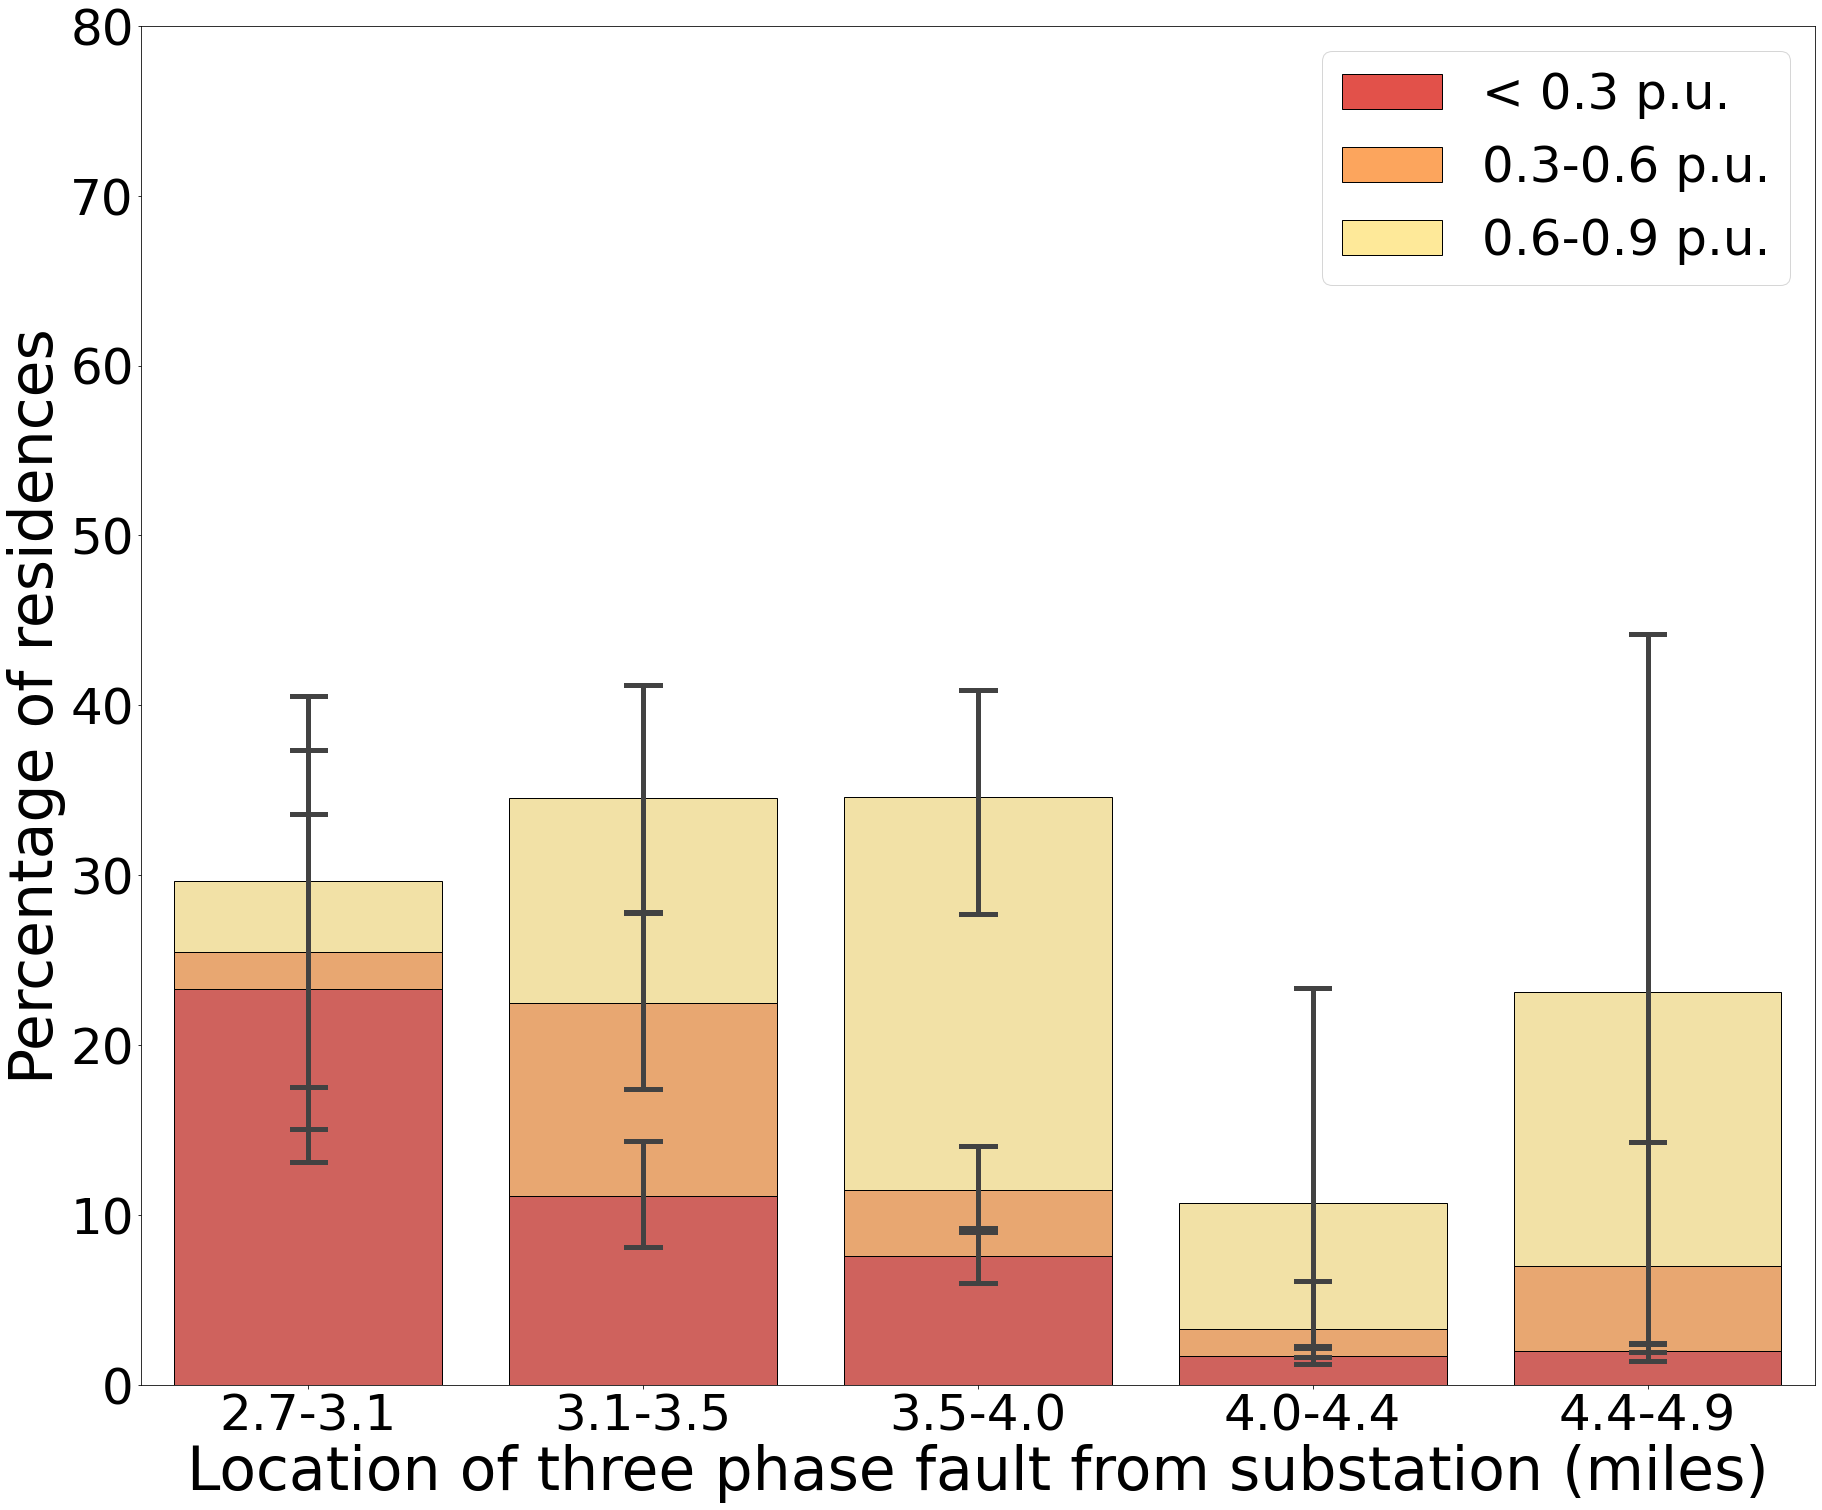 80
70
60
50
40
30
20
10
0
Percentage of residences
< 0.3 p.u.
0.3-0.6 p.u.
0.6-0.9 p.u.
2.7-3.1 3.1-3.5 3.5-4.0 4.0-4.4 4.4-4.9
Location of three phase fault from substation (miles)